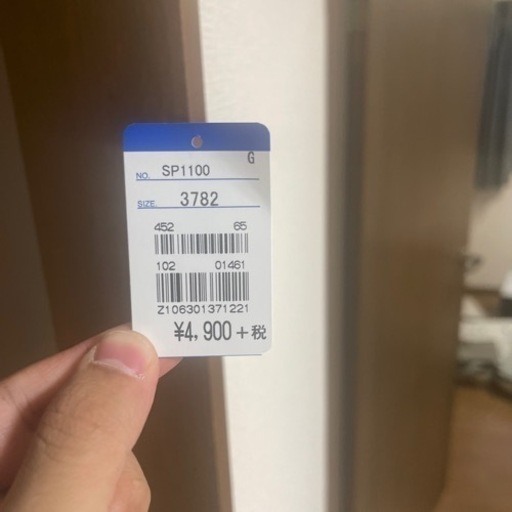 G
NO. SP1100
SIZE. 3782
452 65
102 01461
Z106301371221
¥4,900+税